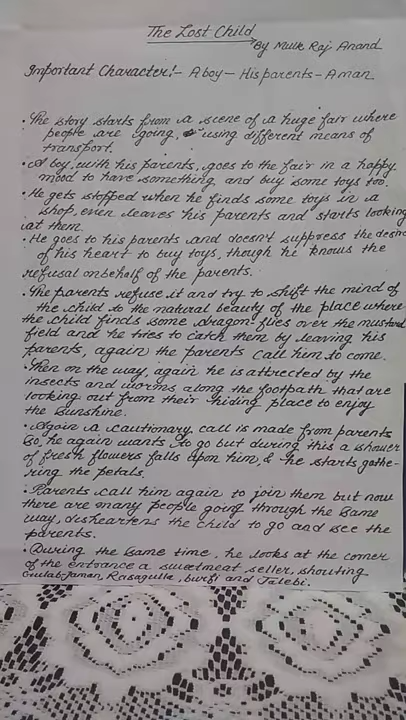 The Lost Child
By Mulk Raj Anand
Important Character:- A boy - His parents - A man
• The story starts from a scene of a huge fair where
people are going, using different means of
transport.
• A boy, with his parents, goes to the fair in a happy
mood to have something and buy some toys too.
• He gets stopped when he finds some toys in a
shop, even leaves his parents and starts looking
at them.
• He goes to his parents and doesn't suppress the desire
of his heart to buy toys, though he knows the
refusal onbehalf of the parents.
• The parents refuse it and try to shift the mind of
the child to the natural beauty of the place where
the child finds some dragon flies over the mustard
field and he tries to catch them by leaving his
parents, again the parents call him to come.
• Then on the way, again he is attrected by the
insects and worms along the footpath that are
looking out from their hiding place to enjoy
the sunshine.
• Again a cautionary call is made from parents
So, he again wants to go but during this a shower
of fresh flowers falls upon him, & he starts gathe-
ring the petals.
• Parents call him again to join them but now
there are many people going through the same
way, disheartens the child to go and see the
parents.
• During the same time, he looks at the corner
of the entrance a sweetmeat seller, shouting
Gulab-Jaman, Rasagulle, burfi and Jalebi.